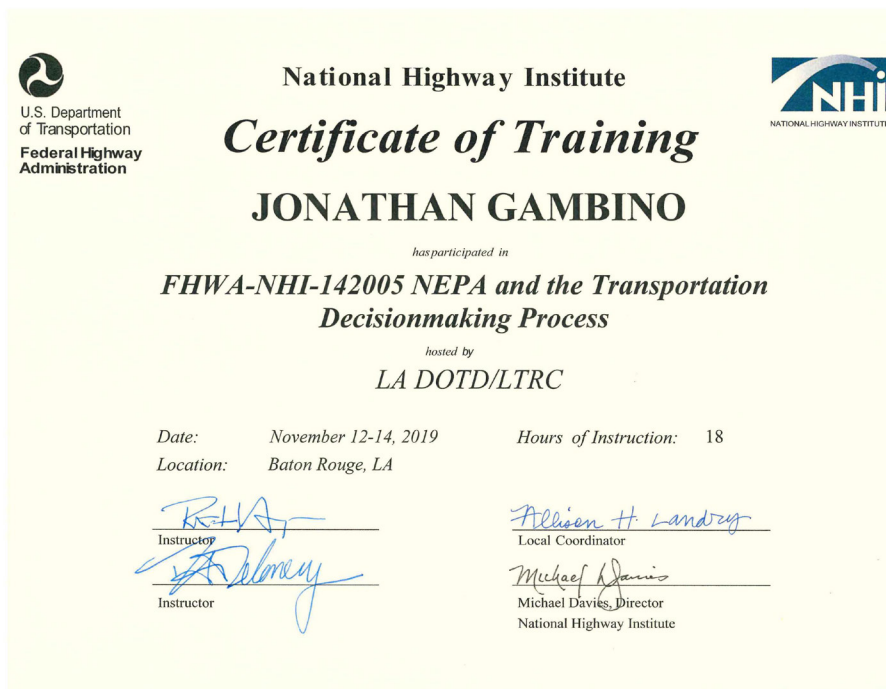 National Highway Institute
U.S. Department
of Transportation
Federal Highway
Administration
NHI
NATIONAL HIGHWAY INSTITUTE
Certificate of Training
JONATHAN GAMBINO
has participated in
FHWA-NHI-142005 NEPA and the Transportation
Decisionmaking Process
hosted by
LA DOTD/LTRC
Date: November 12-14, 2019
Hours of Instruction: 18
Location: Baton Rouge, LA
Instructor
Allison H. Landry
Local Coordinator
Instructor
Michael Davies
Michael Davies, Director
National Highway Institute